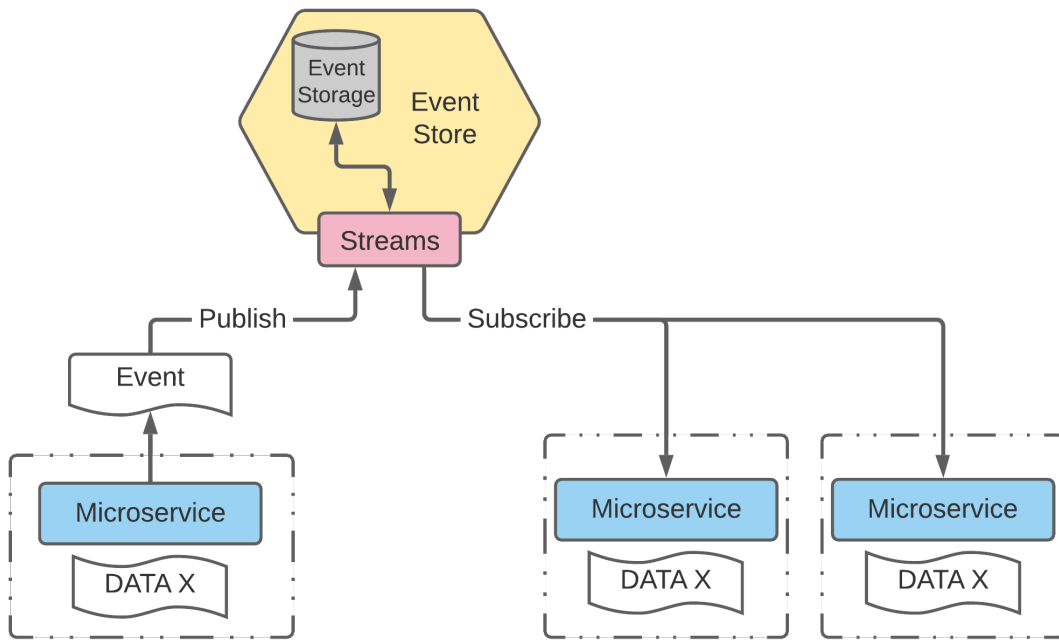 Event
Storage
Event
Store
Streams
Publish
Subscribe
Event
Microservice
DATA X
Microservice
DATA X
Microservice
DATA X